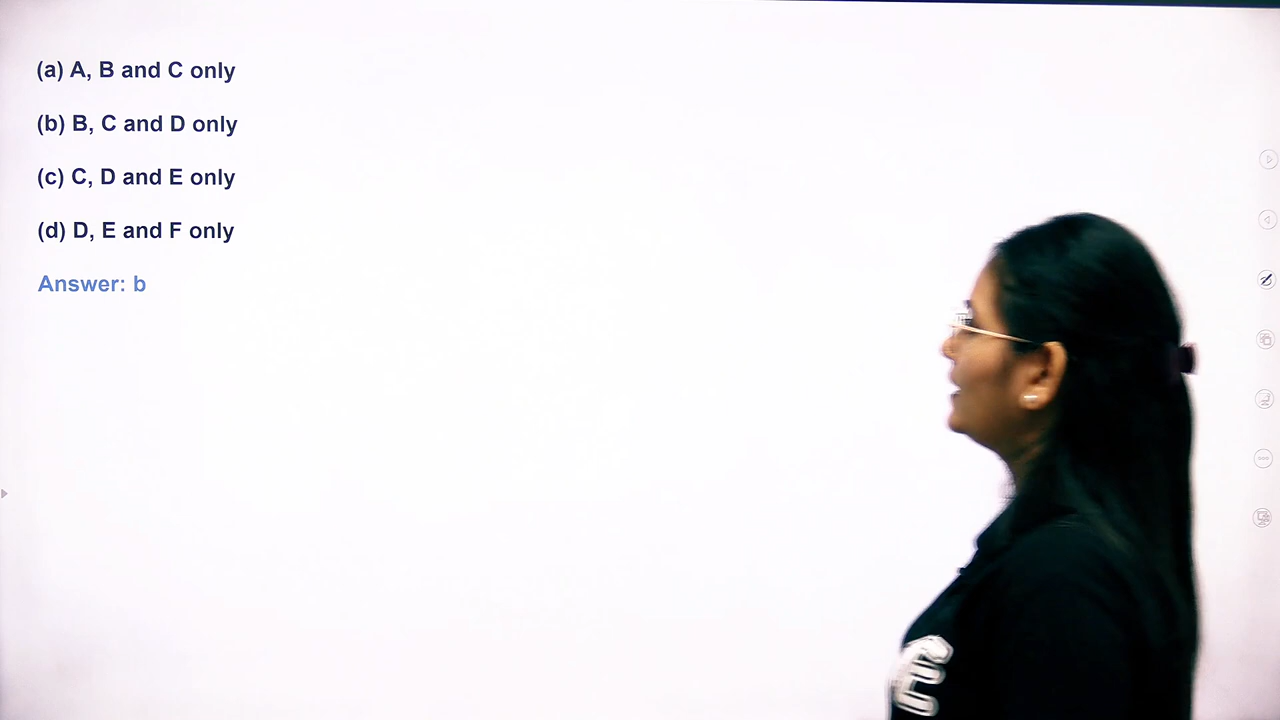 (a) A, B and C only
(b) B, C and D only
(c) C, D and E only
(d) D, E and F only
Answer: b